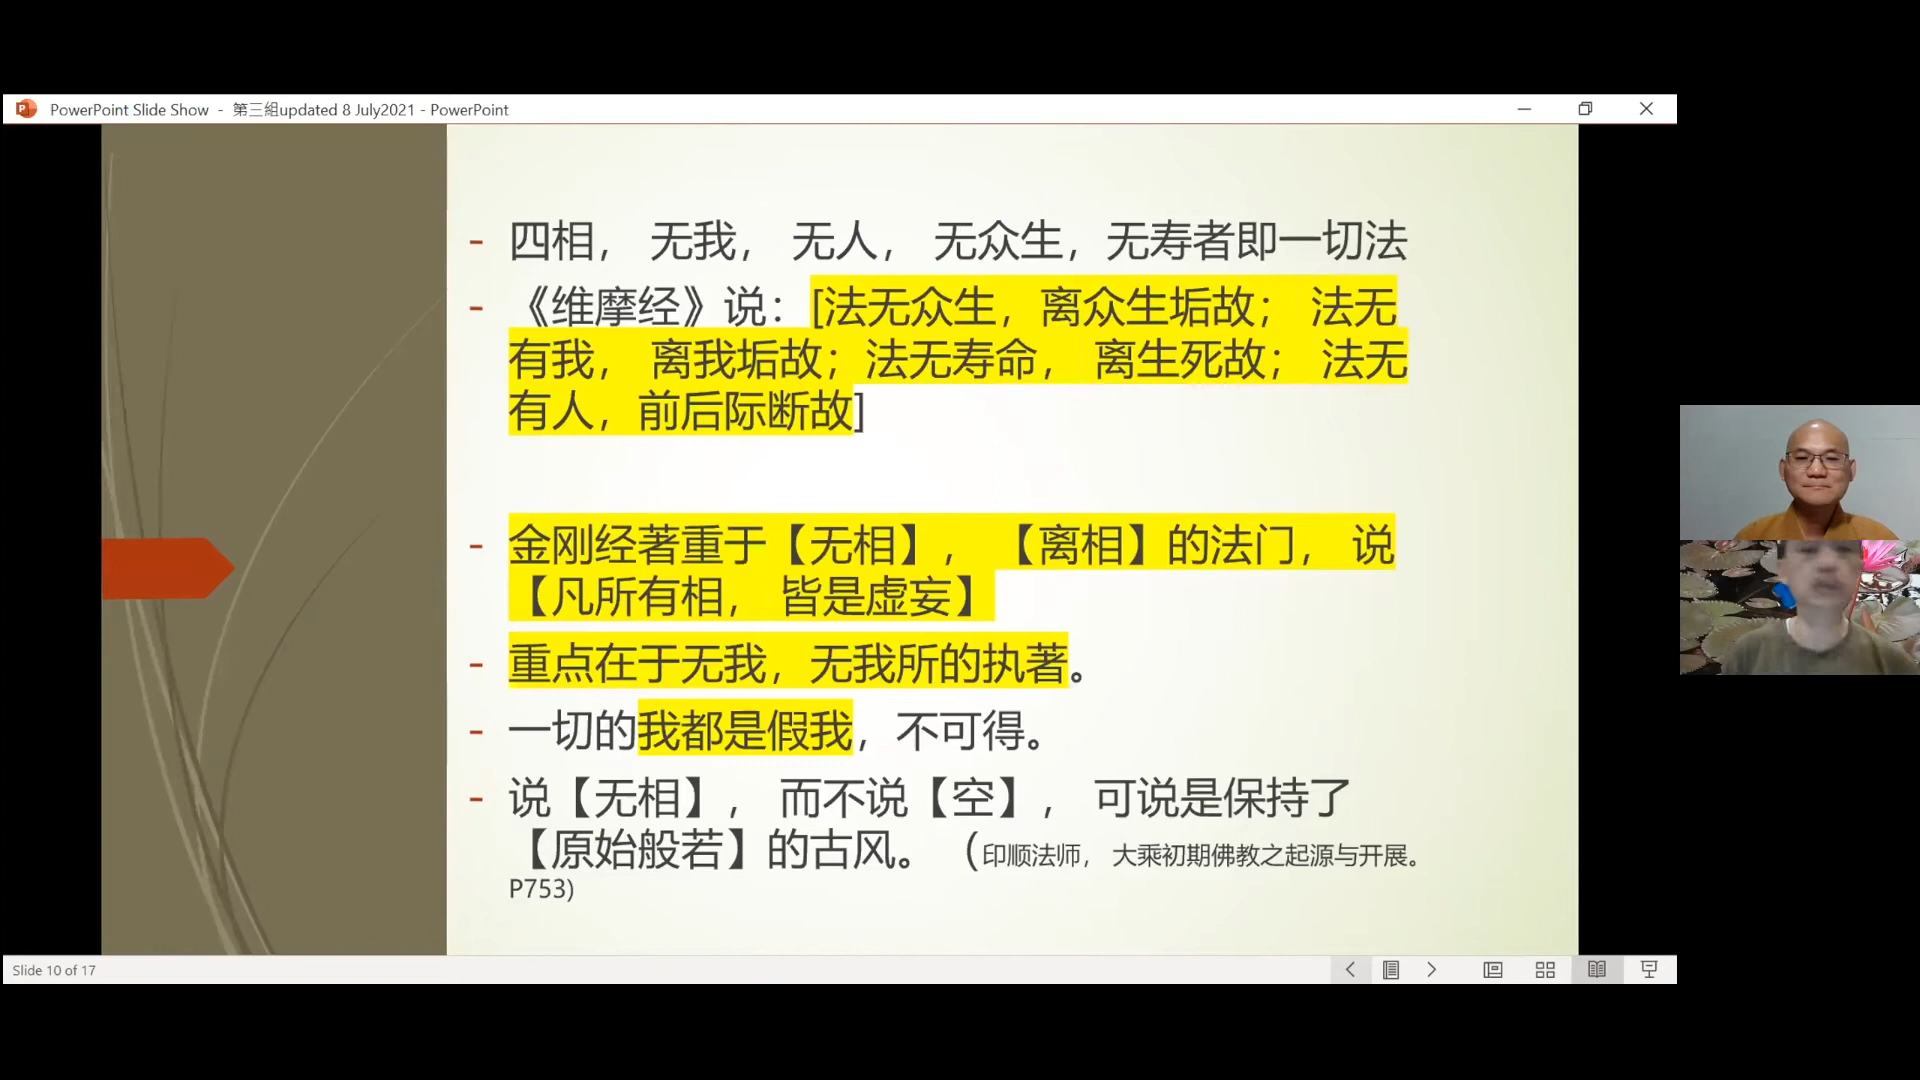 PowerPoint Slide Show - 第三組updated 8 July2021 - PowerPoint
- 四相， 无我， 无人， 无众生，无寿者即一切法
- 《维摩经》说：[法无众生，离众生垢故； 法无
有我， 离我垢故；法无寿命， 离生死故； 法无
有人，前后际断故]
- 金刚经著重于【无相】， 【离相】的法门， 说
【凡所有相， 皆是虚妄】
- 重点在于无我，无我所的执著。
- 一切的我都是假我，不可得。
- 说【无相】， 而不说【空】， 可说是保持了
【原始般若】的古风。 （印顺法师， 大乘初期佛教之起源与开展。
P753)
Slide 10 of 17